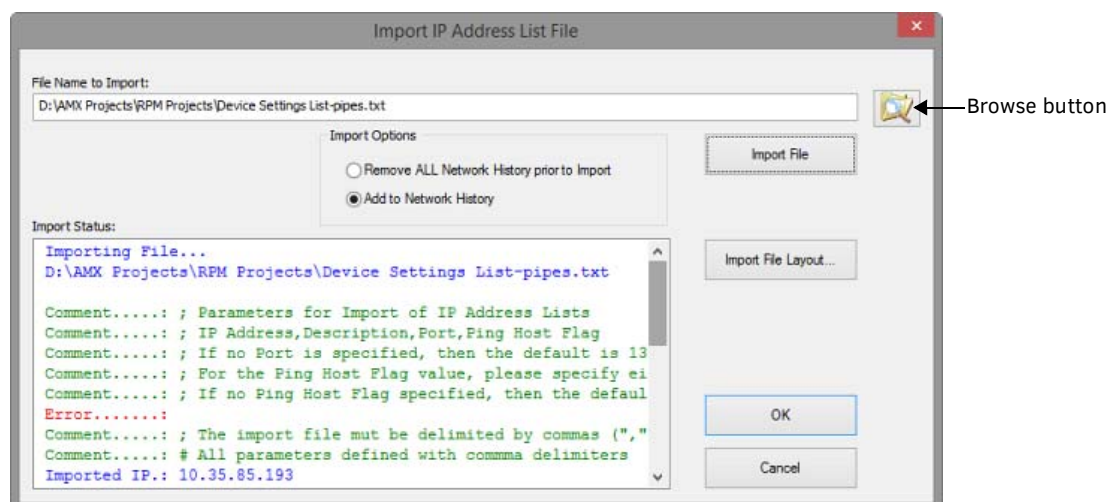 Import IP Address List File
File Name to Import:
D:\AMX Projects\RPM Projects\Device Settings List-pipes.txt
Browse button
Import Options
Remove ALL Network History prior to Import
Add to Network History
Import File
Import Status:
Importing File...
D:\AMX Projects\RPM Projects\Device Settings List-pipes.txt
Comment.....: ; Parameters for Import of IP Address Lists
Comment.....: ; IP Address,Description,Port,Ping Host Flag
Comment.....: ; If no Port is specified, then the default is 13
Comment.....: ; For the Ping Host Flag value, please specify ei
Comment.....: ; If no Ping Host Flag specified, then the defaul
Error.......:
Comment.....: ; The import file mut be delimited by commas (","
Comment.....: # All parameters defined with commma delimiters
Imported IP.: 10.35.85.193
Import File Layout...
OK
Cancel